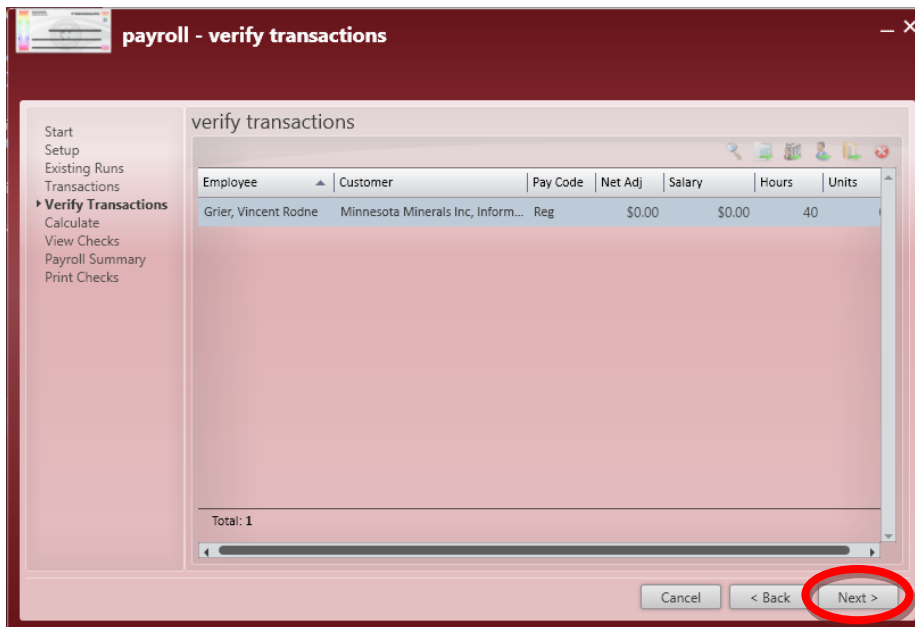 payroll - verify transactions
Start
Setup
Existing Runs
Transactions
Verify Transactions
Calculate
View Checks
Payroll Summary
Print Checks
verify transactions
Employee Customer Pay Code Net Adj Salary Hours Units
Grier, Vincent Rodne Minnesota Minerals Inc, Inform... Reg $0.00 $0.00 40
Total: 1
Cancel < Back Next >